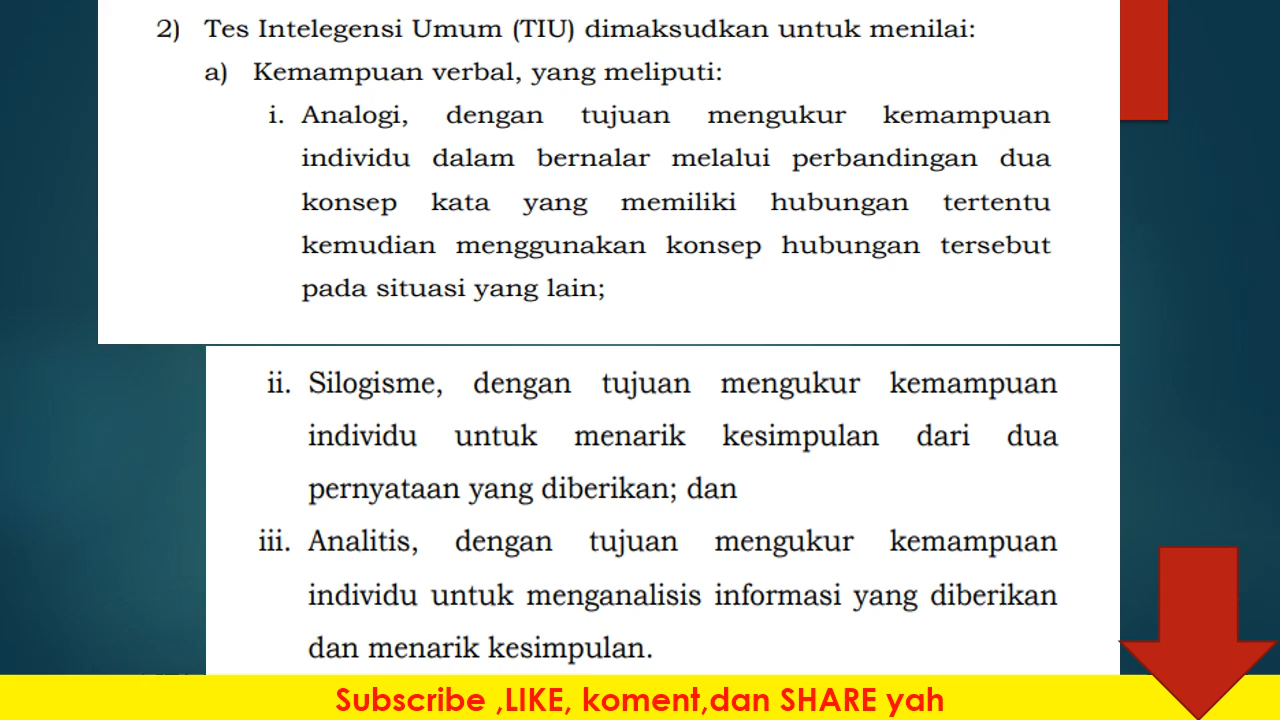 2) Tes Intelegensi Umum (TIU) dimaksudkan untuk menilai:
a) Kemampuan verbal, yang meliputi:
i. Analogi, dengan tujuan mengukur kemampuan
individu dalam bernalar melalui perbandingan dua
konsep kata yang memiliki hubungan tertentu
kemudian menggunakan konsep hubungan tersebut
pada situasi yang lain;
ii. Silogisme, dengan tujuan mengukur kemampuan
individu untuk menarik kesimpulan dari dua
pernyataan yang diberikan; dan
iii. Analitis, dengan tujuan mengukur kemampuan
individu untuk menganalisis informasi yang diberikan
dan menarik kesimpulan.
Subscribe ,LIKE, koment,dan SHARE yah